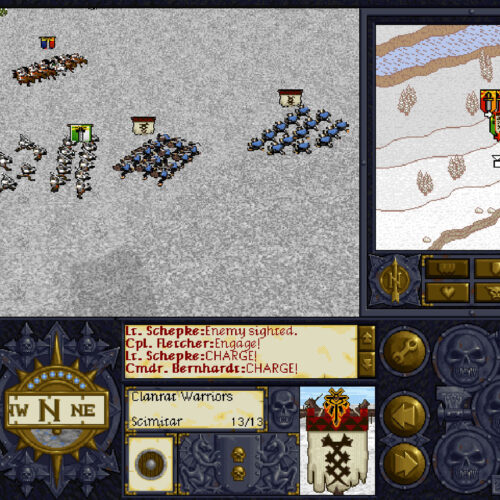 N
Lt. Schepke:Enemy sighted.
Cpl. Fletcher:Engage!
Lt. Schepke:CHARGE!
Cmdr. Bernhardt:CHARGE!
NW N NE
Clanrat Warriors
Scimitar 13/13